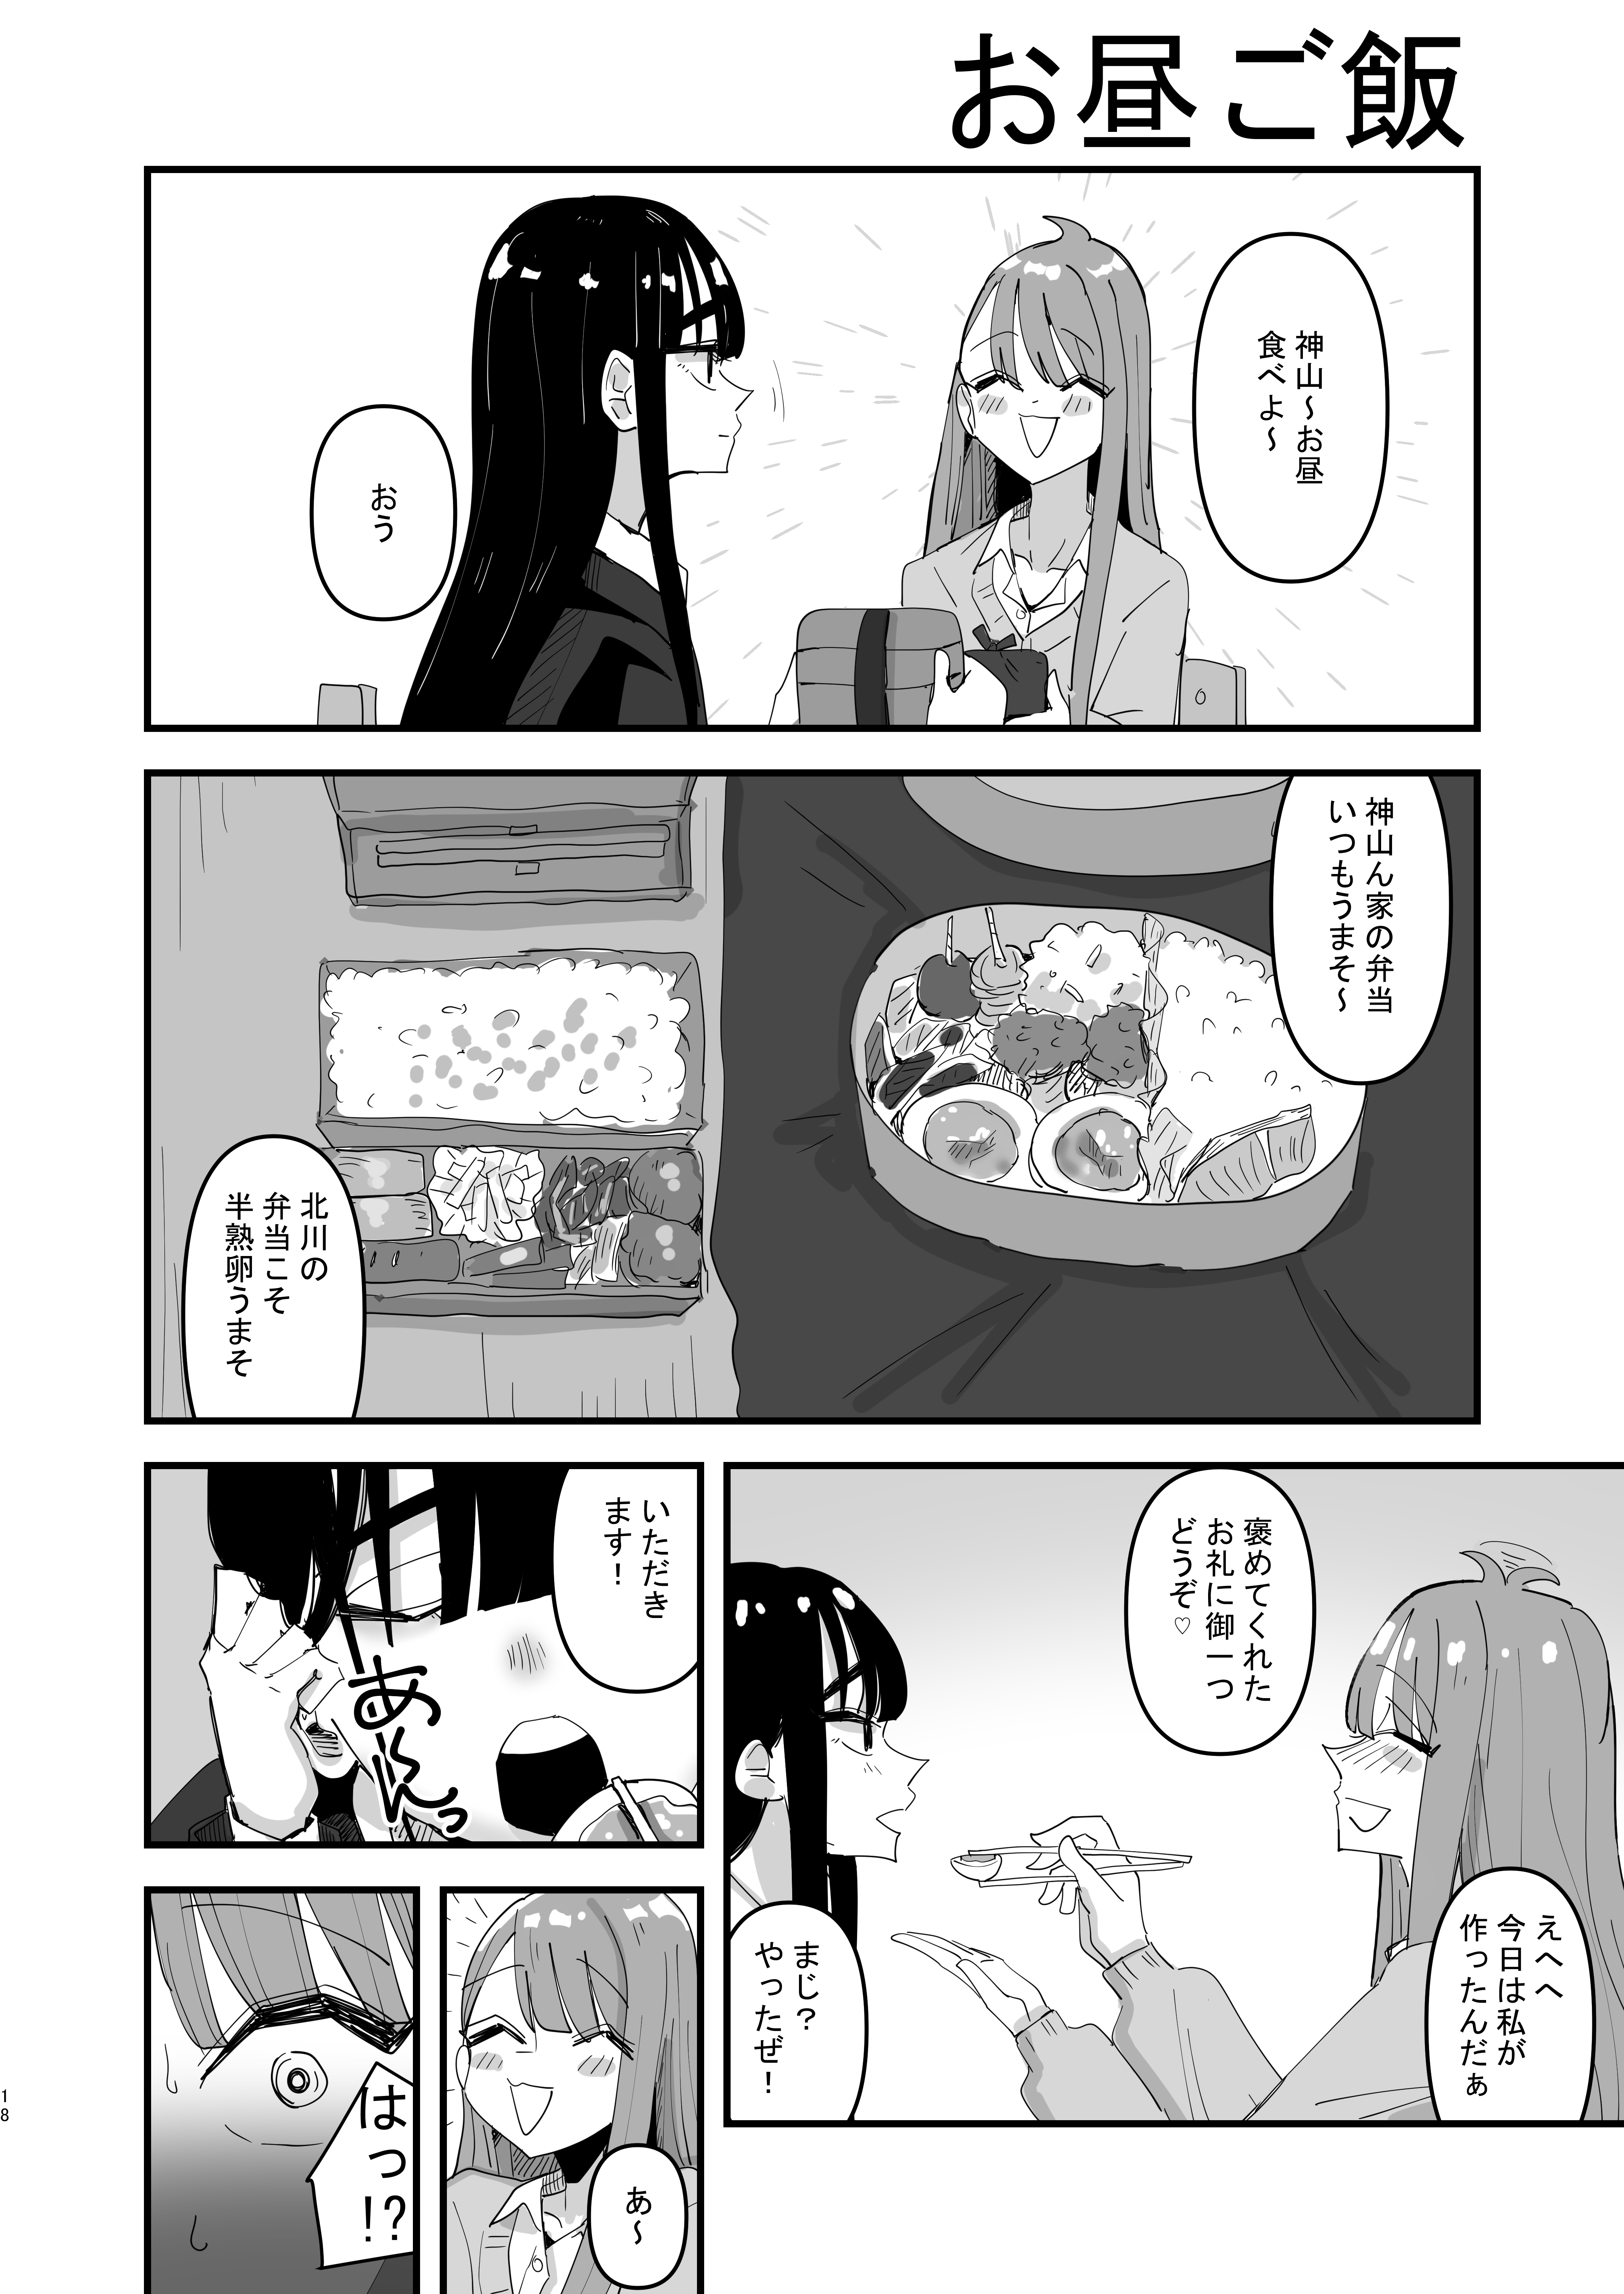 お昼ご飯
神山～お昼
食べよ～
おう
神山ん家の弁当
いつもうまそ～
北川の
弁当こそ
半熟卵うまそ
褒めてくれた
お礼に御一つ
どうぞ♡
えへへ
今日は私が
作ったんだぁ
まじ？
やったぜ！
いただき
ます！
あーんっ
あ～
はっ!?
18